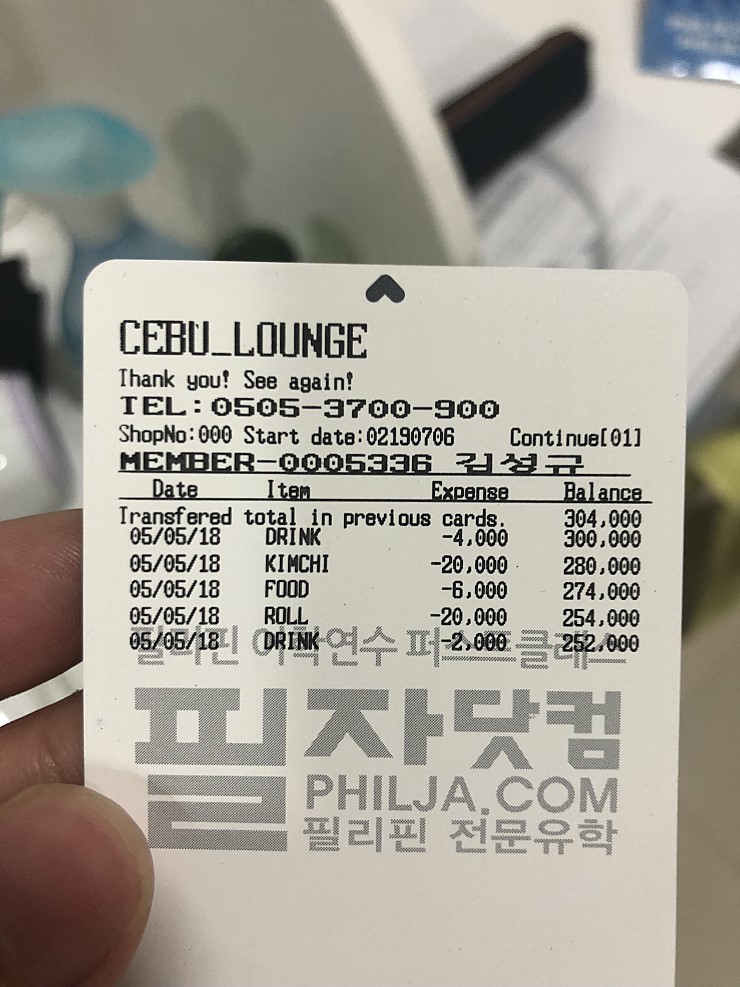 CEBU_LOUNGE
Thank you! See again!
TEL:0505-3700-900
ShopNo:000 Start date:02190706 Continue[01]
MEMBER-0005336 김성규
Date Item Expense Balance
Transfered total in previous cards. 304,000
05/05/18 DRINK -4,000 300,000
05/05/18 KIMCHI -20,000 280,000
05/05/18 FOOD -6,000 274,000
05/05/18 ROLL -20,000 254,000
05/05/18 DRINK -2,000 252,000
필리핀 어학연수 퍼스트클래스
필자닷컴
PHILJA.COM
필리핀 전문유학